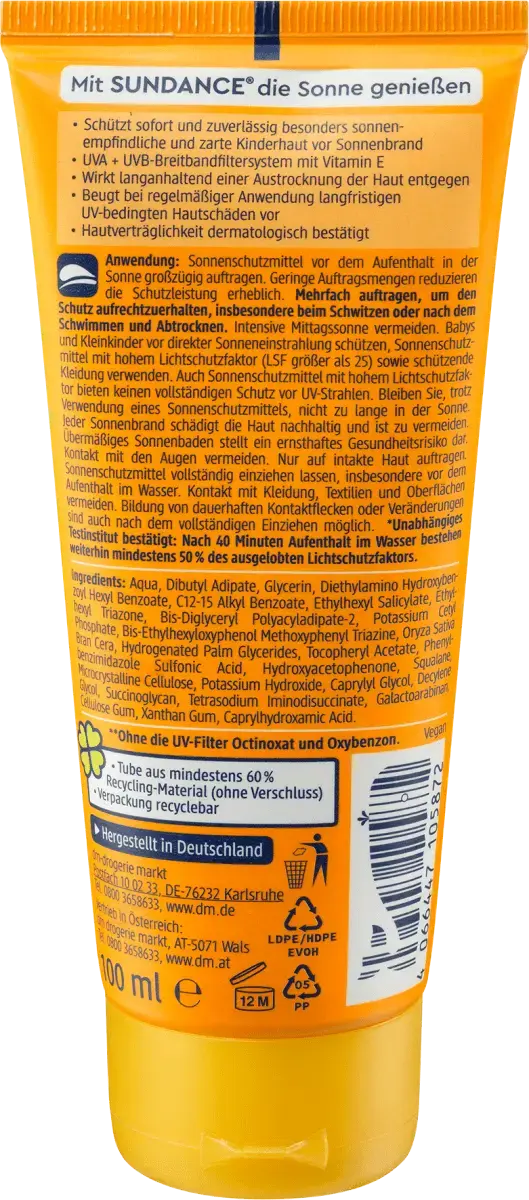 Mit SUNDANCE® die Sonne genießen
• Schützt sofort und zuverlässig besonders sonnen-
empfindliche und zarte Kinderhaut vor Sonnenbrand
• UVA + UVB-Breitbandfiltersystem mit Vitamin E
• Wirkt langanhaltend einer Austrocknung der Haut entgegen
• Beugt bei regelmäßiger Anwendung langfristigen
UV-bedingten Hautschäden vor
• Hautverträglichkeit dermatologisch bestätigt
Anwendung: Sonnenschutzmittel vor dem Aufenthalt in der
Sonne großzügig auftragen. Geringe Auftragsmengen reduzieren
die Schutzleistung erheblich. Mehrfach auftragen, um den
Schutz aufrechtzuerhalten, insbesondere beim Schwitzen oder nach dem
Schwimmen und Abtrocknen. Intensive Mittagssonne vermeiden. Babys
und Kleinkinder vor direkter Sonneneinstrahlung schützen, Sonnenschutz-
mittel mit hohem Lichtschutzfaktor (LSF größer als 25) sowie schützende
Kleidung verwenden. Auch Sonnenschutzmittel mit hohem Lichtschutzfak-
tor bieten keinen vollständigen Schutz vor UV-Strahlen. Bleiben Sie, trotz
Verwendung eines Sonnenschutzmittels, nicht zu lange in der Sonne.
Jeder Sonnenbrand schädigt die Haut nachhaltig und ist zu vermeiden.
Übermäßiges Sonnenbaden stellt ein ernsthaftes Gesundheitsrisiko dar.
Kontakt mit den Augen vermeiden. Nur auf intakte Haut auftragen.
Sonnenschutzmittel vollständig einziehen lassen, insbesondere vor dem
Aufenthalt im Wasser. Kontakt mit Kleidung, Textilien und Oberflächen
vermeiden. Bildung von dauerhaften Kontaktflecken oder Veränderungen
sind auch nach dem vollständigen Einziehen möglich. *Unabhängiges
Testinstitut bestätigt: Nach 40 Minuten Aufenthalt im Wasser bestehen
weiterhin mindestens 50 % des ausgelobten Lichtschutzfaktors.
Ingredients: Aqua, Dibutyl Adipate, Glycerin, Diethylamino Hydroxyben-
zoyl Hexyl Benzoate, C12-15 Alkyl Benzoate, Ethylhexyl Salicylate, Ethyl-
hexyl Triazone, Bis-Diglyceryl Polyacyladipate-2, Potassium Cetyl
Phosphate, Bis-Ethylhexyloxyphenol Methoxyphenyl Triazine, Oryza Sativa
Bran Cera, Hydrogenated Palm Glycerides, Tocopheryl Acetate, Phenyl-
benzimidazole Sulfonic Acid, Hydroxyacetophenone, Squalane,
Microcrystalline Cellulose, Potassium Hydroxide, Caprylyl Glycol, Decylene
Glycol, Succinoglycan, Tetrasodium Iminodisuccinate, Galactoarabinan,
Cellulose Gum, Xanthan Gum, Caprylhydroxamic Acid.
**Ohne die UV-Filter Octinoxat und Oxybenzon.
Vegan
• Tube aus mindestens 60 %
Recycling-Material (ohne Verschluss)
• Verpackung recyclebar
Hergestellt in Deutschland
dm-drogerie markt
Postfach 10 02 33, DE-76232 Karlsruhe
Tel. 0800 3658633, www.dm.de
Vertrieb in Österreich:
dm drogerie markt, AT-5071 Wals
Tel. 0800 3658633, www.dm.at
LDPE/HDPE
EVOH
100 ml e
12 M
05
PP
4 066447 105872